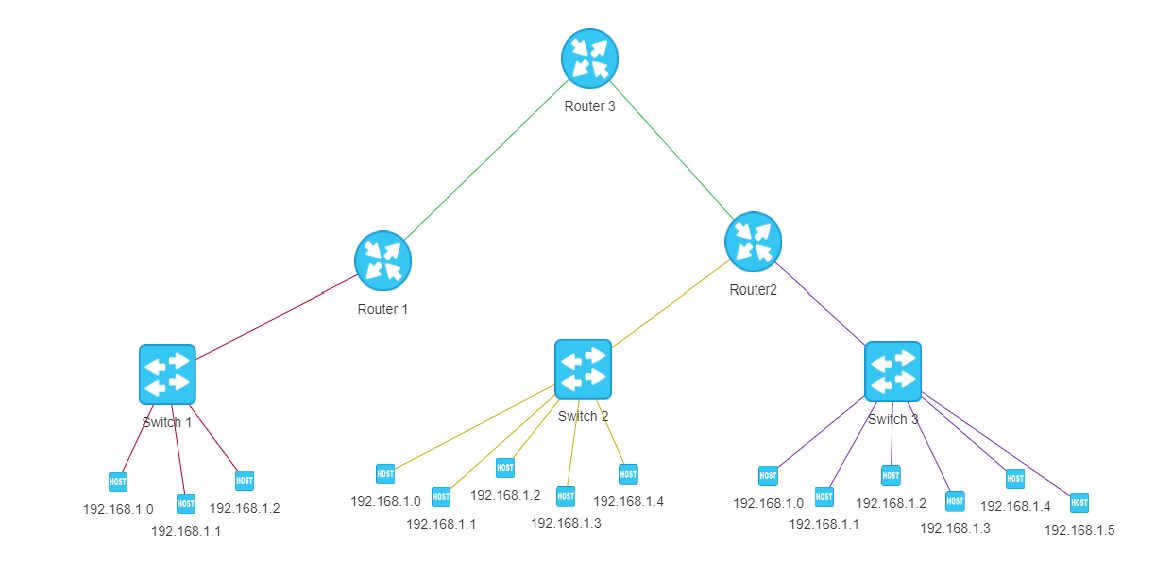 Router 3
Router 1
Router2
Switch 1
Switch 2
Switch 3
HOST
192.168.1.0
HOST
192.168.1.1
HOST
192.168.1.2
HOST
192.168.1.0
HOST
192.168.1.1
HOST
192.168.1.2
HOST
192.168.1.3
HOST
192.168.1.4
HOST
192.168.1.0
HOST
192.168.1.1
HOST
192.168.1.2
HOST
192.168.1.3
HOST
192.168.1.4
HOST
192.168.1.5